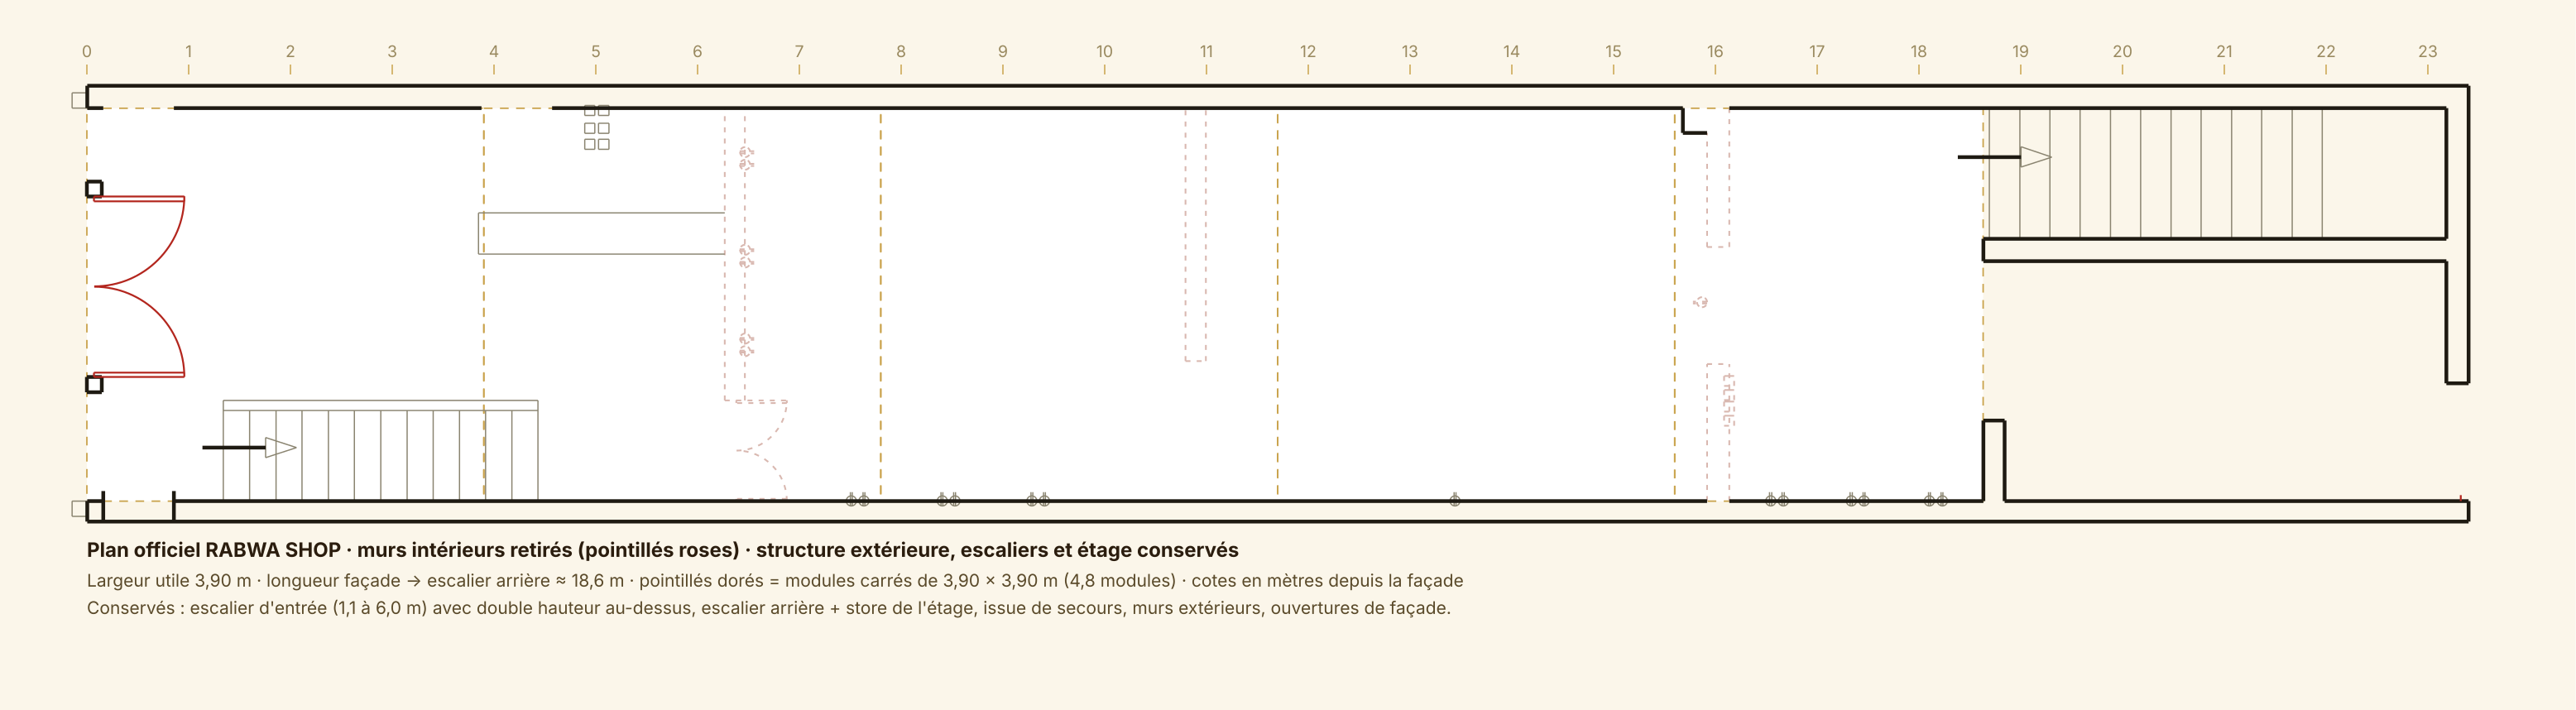 0 1 2 3 4 5 6 7 8 9 10 11 12 13 14 15 16 17 18 19 20 21 22 23
Plan officiel RABWA SHOP · murs intérieurs retirés (pointillés roses) · structure extérieure, escaliers et étage conservés
Largeur utile 3,90 m · longueur façade → escalier arrière ≈ 18,6 m · pointillés dorés = modules carrés de 3,90 × 3,90 m (4,8 modules) · cotes en mètres depuis la façade
Conservés : escalier d'entrée (1,1 à 6,0 m) avec double hauteur au-dessus, escalier arrière + store de l'étage, issue de secours, murs extérieurs, ouvertures de façade.